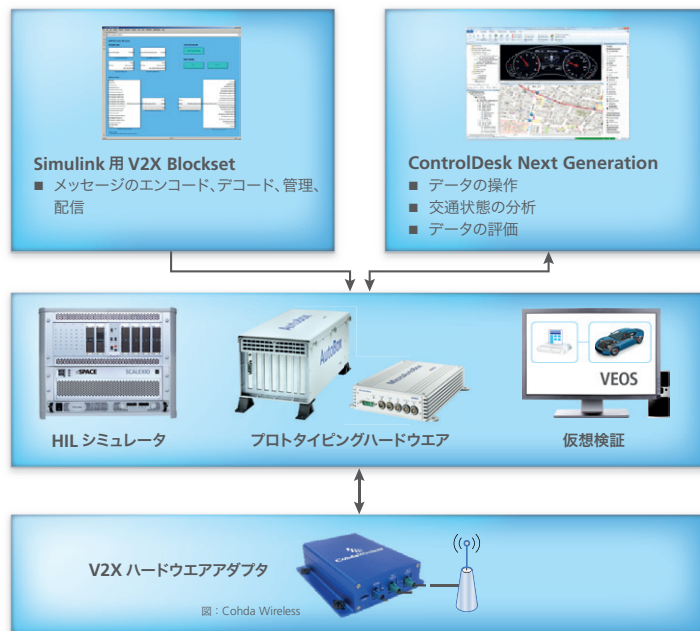 Simulink 用 V2X Blockset
■ メッセージのエンコード、デコード、管理、
配信
ControlDesk Next Generation
■ データの操作
■ 交通状態の分析
■ データの評価
dSPACE
SCALEXIO
AutoBox
AutoBox
MicroAutoBox
VEOS
HIL シミュレータ
プロトタイピングハードウエア
仮想検証
V2X ハードウエアアダプタ
CohdaWireless
図：Cohda Wireless